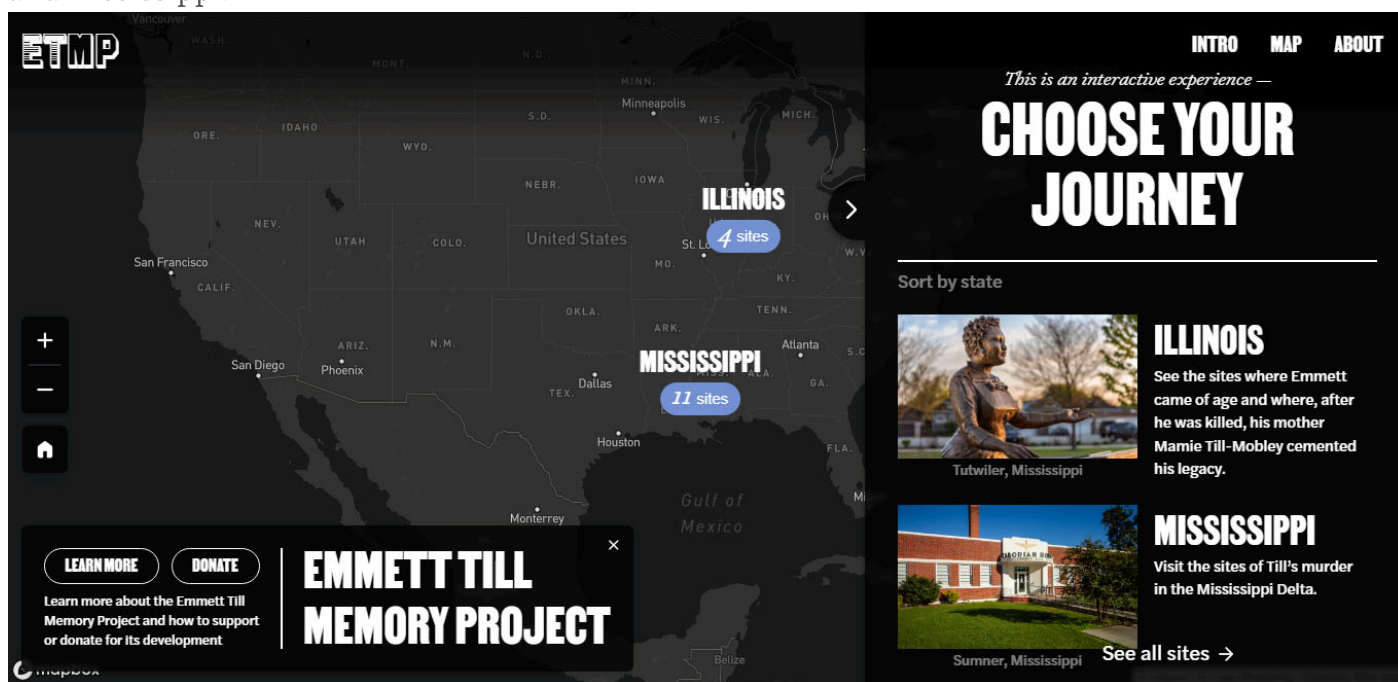 ETMP
INTRO MAP ABOUT
This is an interactive experience —
CHOOSE YOUR
JOURNEY
Sort by state
ILLINOIS
See the sites where Emmett
came of age and where, after
he was killed, his mother
Mamie Till-Mobley cemented
his legacy.
Tutwiler, Mississippi
MISSISSIPPI
Visit the sites of Till's murder
in the Mississippi Delta.
Sumner, Mississippi
See all sites →
Vancouver
WASH.
MONT.
N.D.
MINN.
Minneapolis
S.D.
WIS.
MICH.
ORE.
IDAHO
WYO.
NEBR.
IOWA
ILLINOIS
4 sites
OH
NEV.
UTAH
COLO.
United States
St. Lo
W.V
San Francisco
MO.
KY.
CALIF.
OKLA.
TENN.
ARK.
ARIZ.
N.M.
Atlanta
S.C
San Diego
Phoenix
MISSISSIPPI
MISS.
ALA.
Dallas
TEX.
GA.
11 sites
Houston
FLA.
Gulf of
Mexico
Mi
Monterrey
Belize
+
−
LEARN MORE DONATE
Learn more about the Emmett Till
Memory Project and how to support
or donate for its development
EMMETT TILL
MEMORY PROJECT
×
mapbox